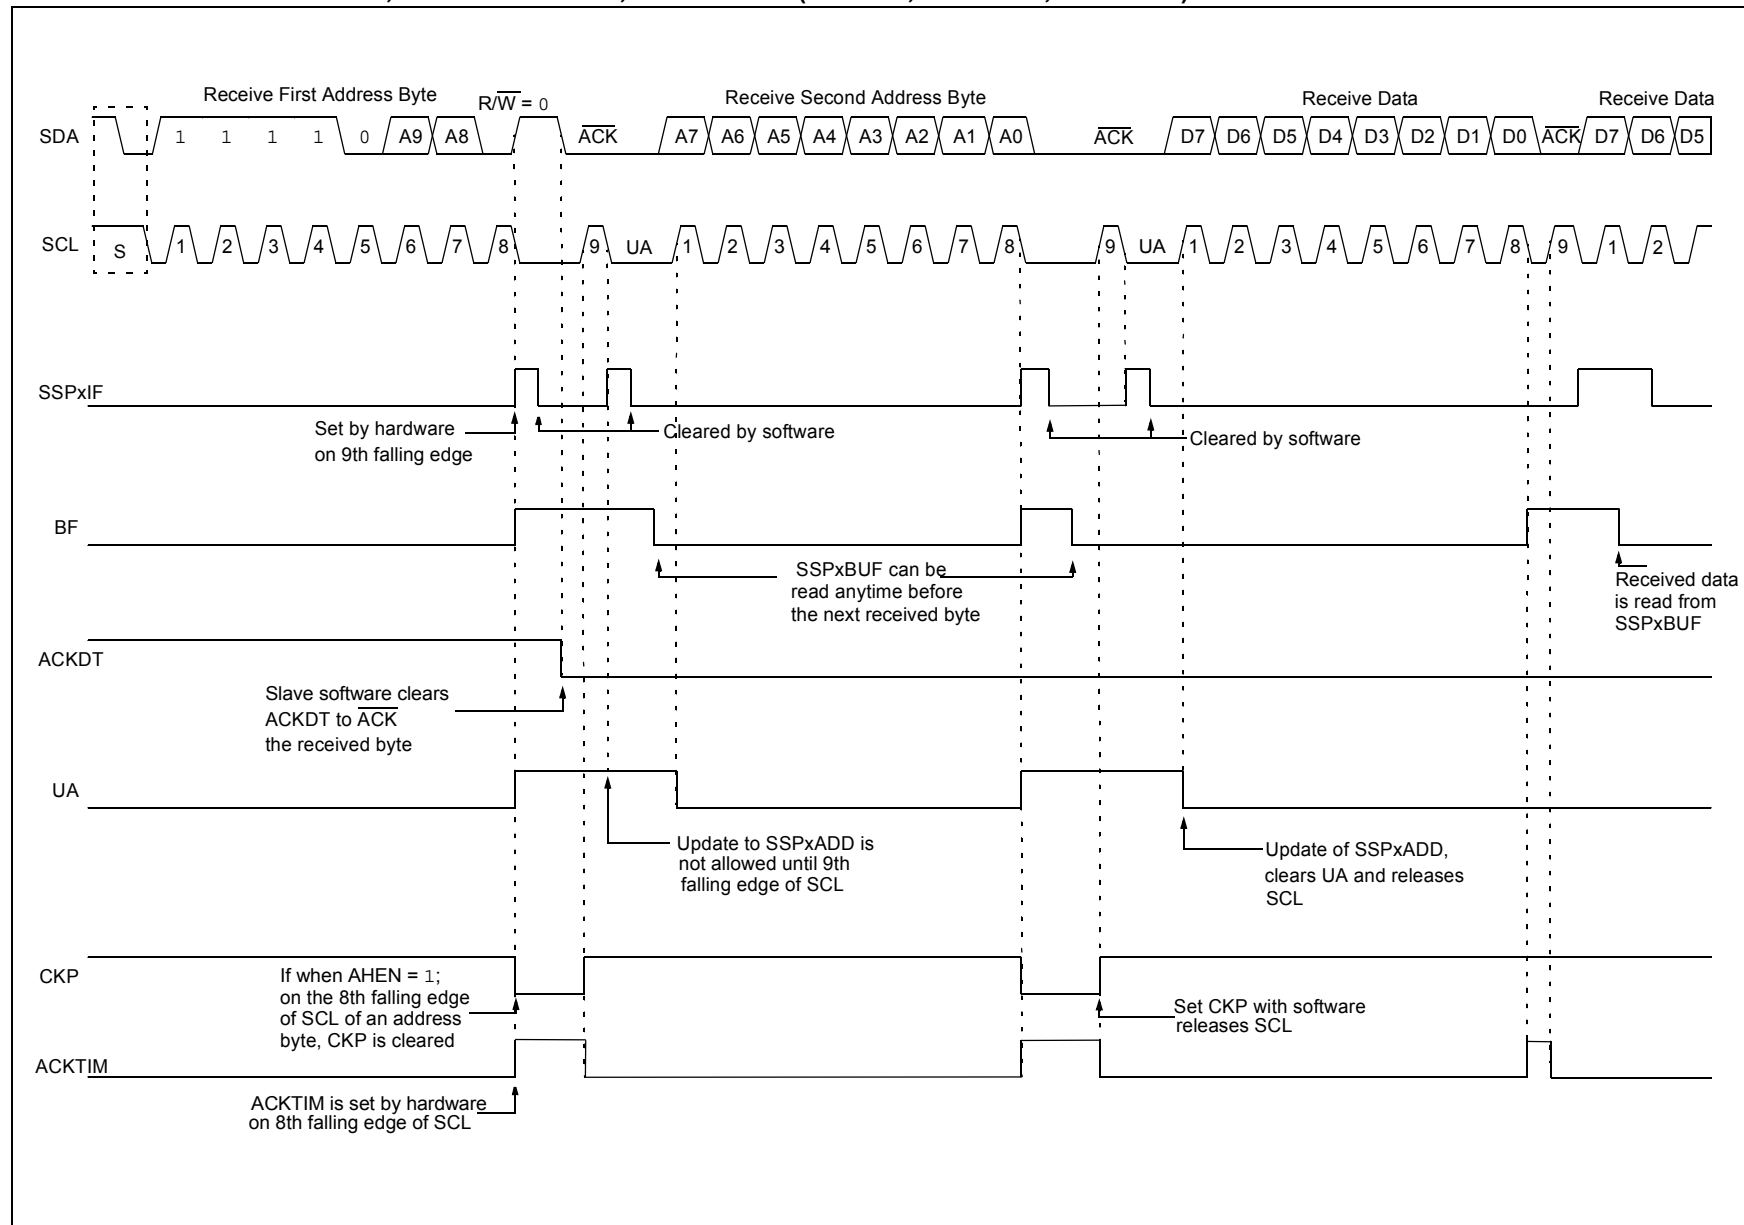 Receive First Address Byte
R/W = 0
Receive Second Address Byte
Receive Data
Receive Data
SDA
1 1 1 1 0 A9 A8 ACK A7 A6 A5 A4 A3 A2 A1 A0 ACK D7 D6 D5 D4 D3 D2 D1 D0 ACK D7 D6 D5
SCL
S 1 2 3 4 5 6 7 8 9 UA 1 2 3 4 5 6 7 8 9 UA 1 2 3 4 5 6 7 8 9 1 2
SSPxIF
Set by hardware
on 9th falling edge
Cleared by software
Cleared by software
BF
SSPxBUF can be
read anytime before
the next received byte
Received data
is read from
SSPxBUF
ACKDT
Slave software clears
ACKDT to ACK
the received byte
UA
Update to SSPxADD is
not allowed until 9th
falling edge of SCL
Update of SSPxADD,
clears UA and releases
SCL
CKP
If when AHEN = 1;
on the 8th falling edge
of SCL of an address
byte, CKP is cleared
Set CKP with software
releases SCL
ACKTIM
ACKTIM is set by hardware
on 8th falling edge of SCL